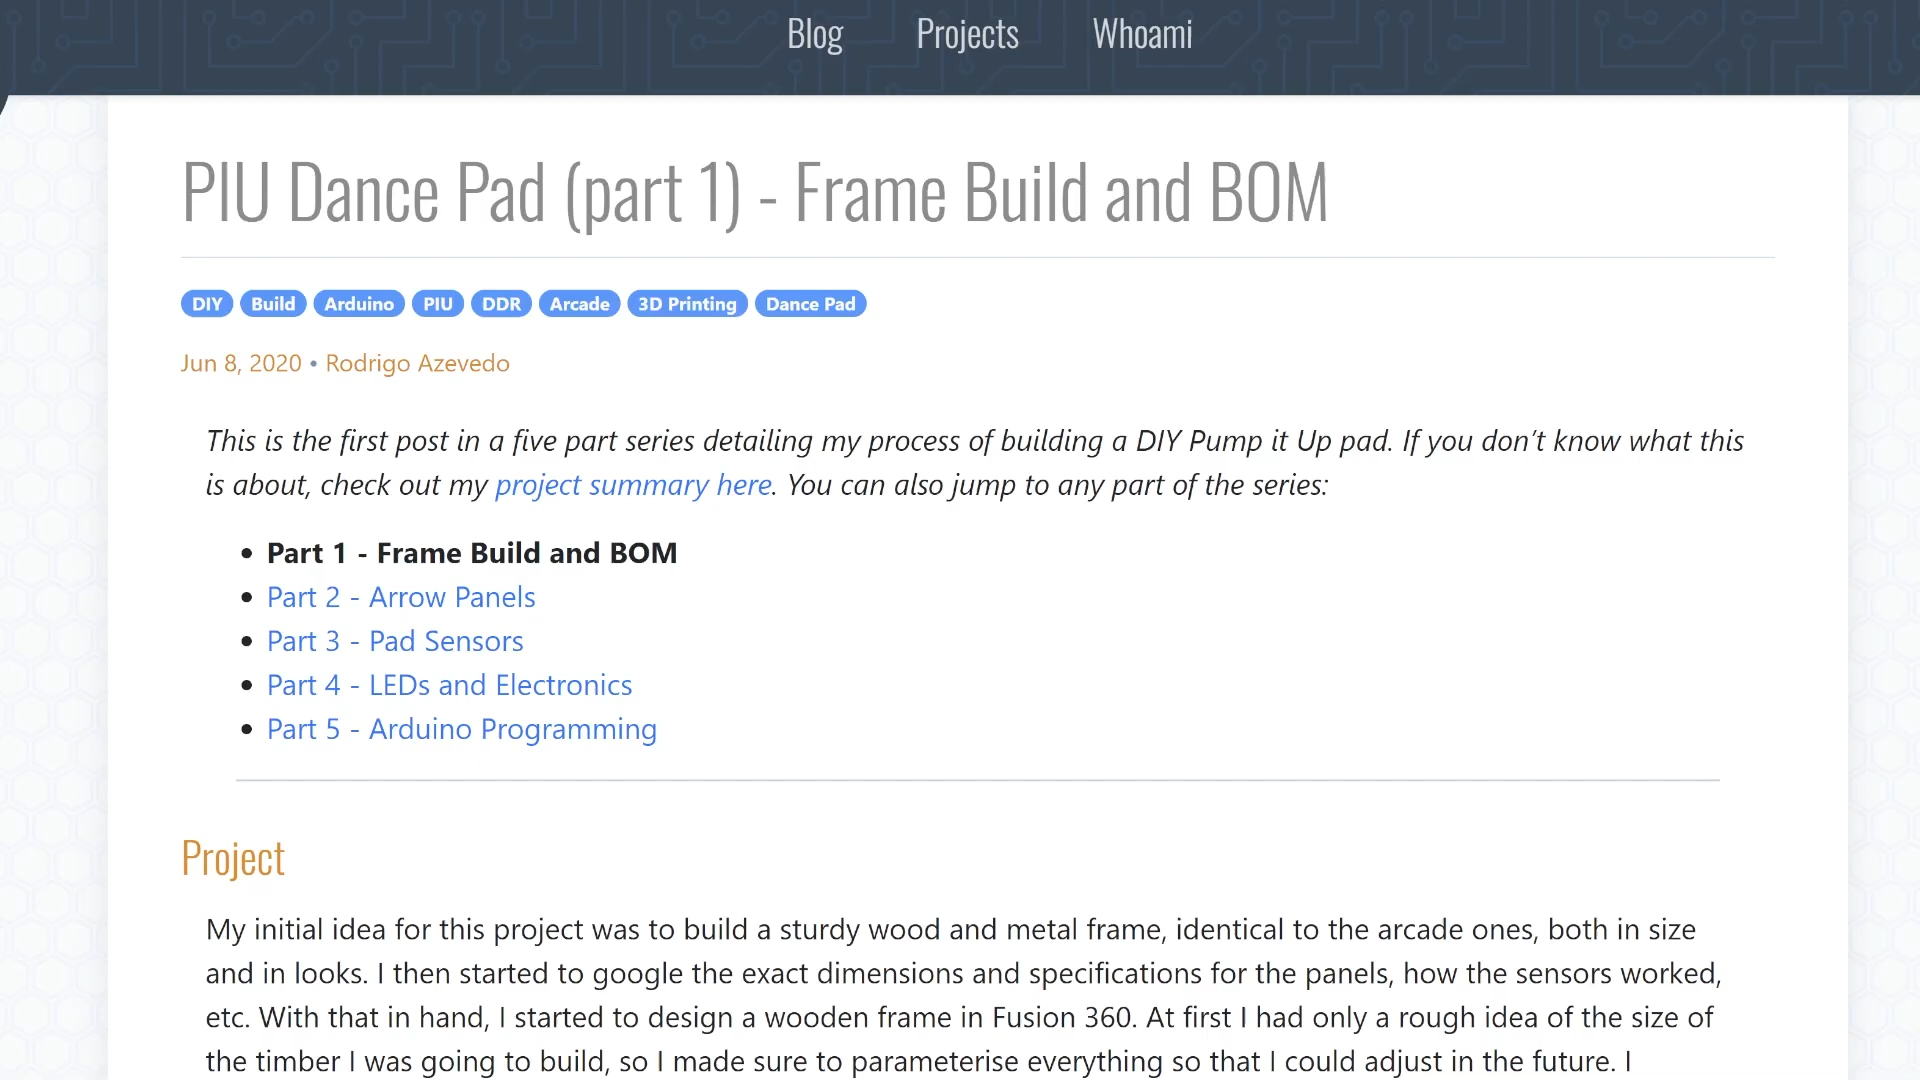 Blog Projects Whoami
PIU Dance Pad (part 1) - Frame Build and BOM
DIY Build Arduino PIU DDR Arcade 3D Printing Dance Pad
Jun 8, 2020 • Rodrigo Azevedo
This is the first post in a five part series detailing my process of building a DIY Pump it Up pad. If you don’t know what this
is about, check out my project summary here. You can also jump to any part of the series:
• Part 1 - Frame Build and BOM
• Part 2 - Arrow Panels
• Part 3 - Pad Sensors
• Part 4 - LEDs and Electronics
• Part 5 - Arduino Programming
Project
My initial idea for this project was to build a sturdy wood and metal frame, identical to the arcade ones, both in size
and in looks. I then started to google the exact dimensions and specifications for the panels, how the sensors worked,
etc. With that in hand, I started to design a wooden frame in Fusion 360. At first I had only a rough idea of the size of
the timber I was going to build, so I made sure to parameterise everything so that I could adjust in the future. I